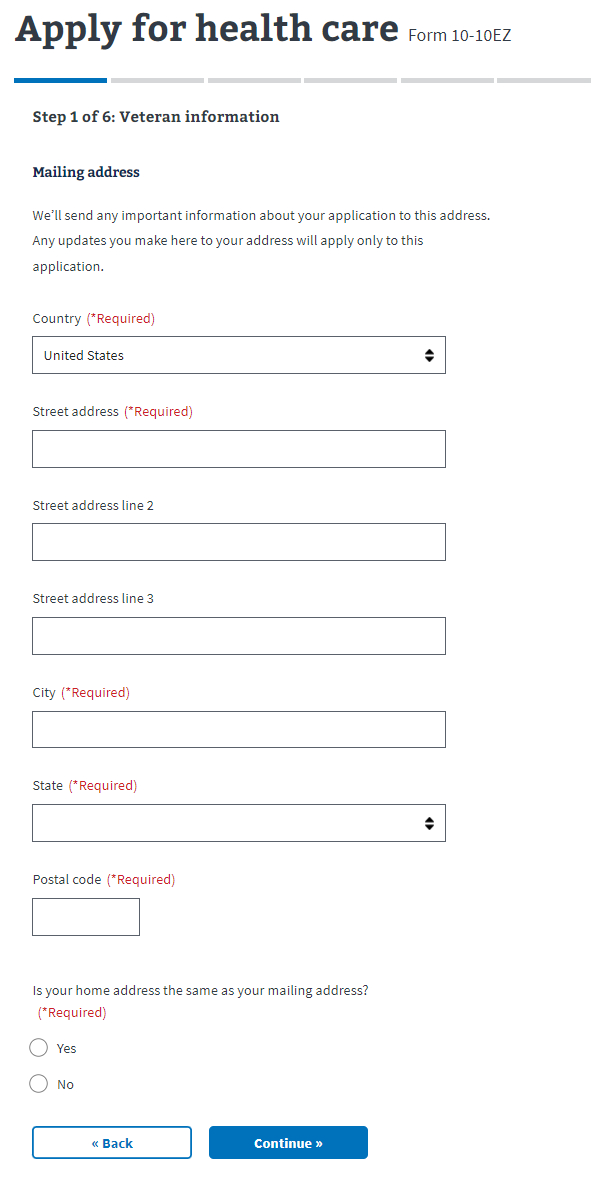 Apply for health care Form 10-10EZ
Step 1 of 6: Veteran information
Mailing address
We’ll send any important information about your application to this address.
Any updates you make here to your address will apply only to this
application.
Country (*Required)
United States
Street address (*Required)
Street address line 2
Street address line 3
City (*Required)
State (*Required)
Postal code (*Required)
Is your home address the same as your mailing address?
(*Required)
Yes
No
« Back
Continue »